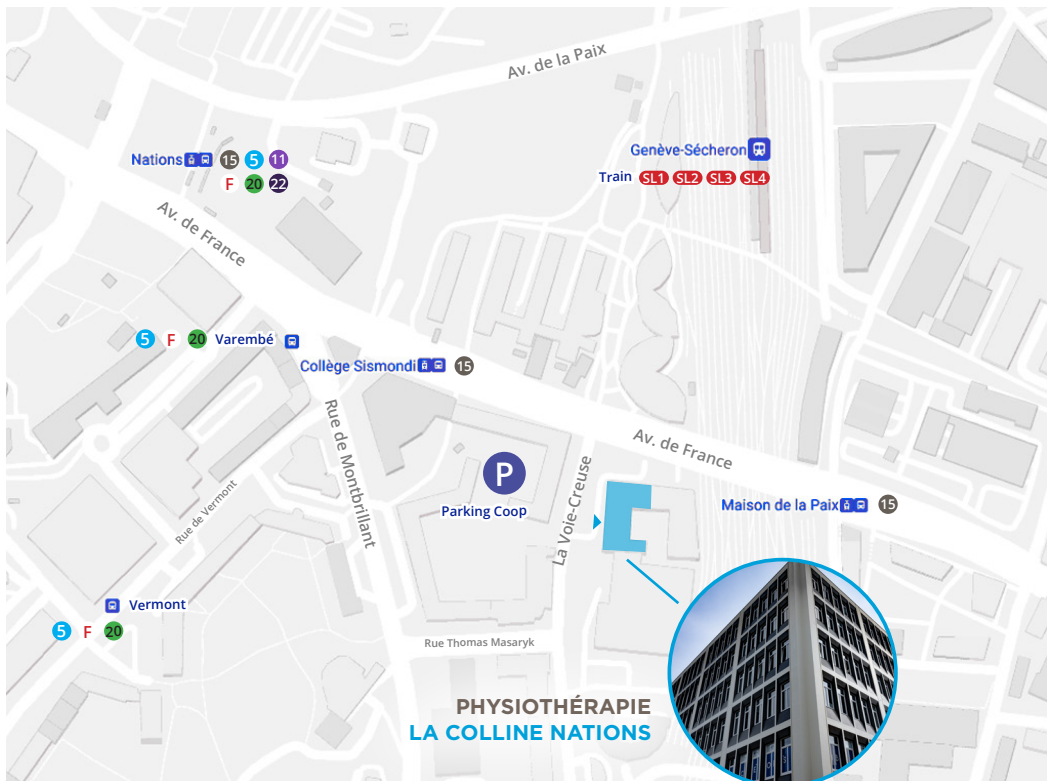 Av. de la Paix
Nations 15 5 11
F 20 22
Genève-Sécheron
Train SL1 SL2 SL3 SL4
Av. de France
5 F 20 Varembé
Collège Sismondi 15
Rue de Montbrillant
Av. de France
P
Parking Coop
La Voie-Creuse
Maison de la Paix 15
Rue de Vermont
Vermont
5 F 20
Rue Thomas Masaryk
PHYSIOTHÉRAPIE
LA COLLINE NATIONS